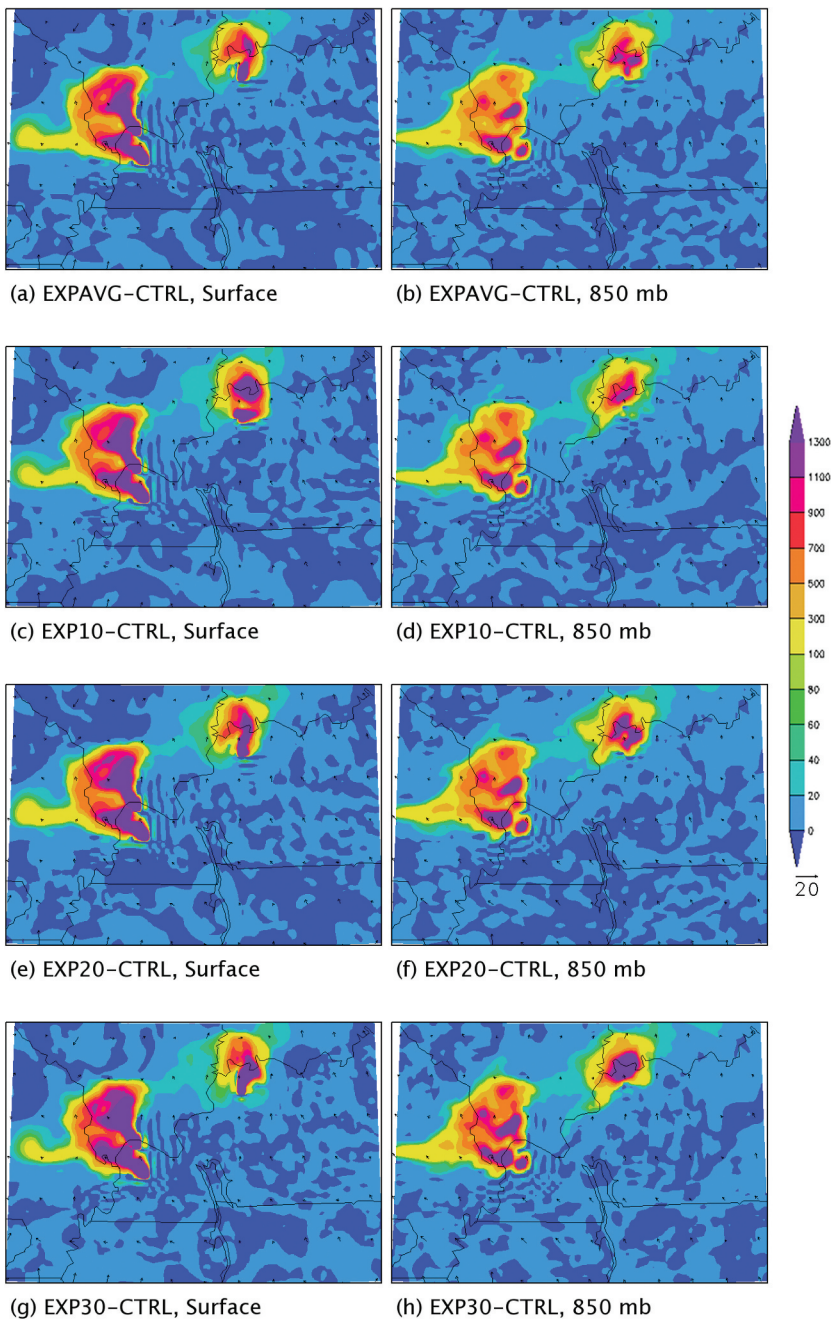 (a) EXPAVG-CTRL, Surface
(b) EXPAVG-CTRL, 850 mb
(c) EXP10-CTRL, Surface
(d) EXP10-CTRL, 850 mb
1300
1100
900
700
500
300
100
80
60
40
20
0
20
(e) EXP20-CTRL, Surface
(f) EXP20-CTRL, 850 mb
(g) EXP30-CTRL, Surface
(h) EXP30-CTRL, 850 mb